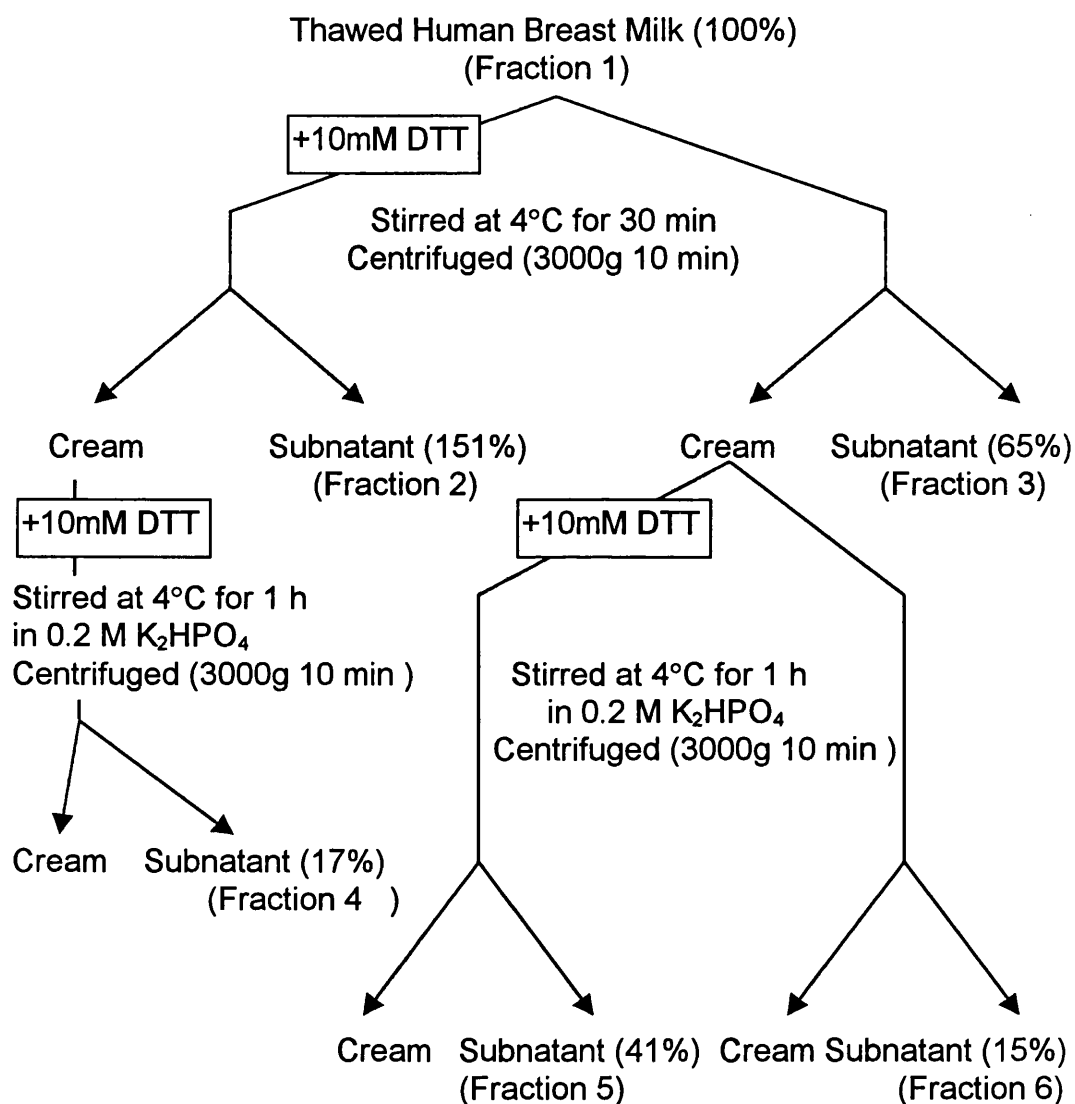 Thawed Human Breast Milk (100%)
(Fraction 1)
+10mM DTT
Stirred at 4°C for 30 min
Centrifuged (3000g 10 min)
Cream
Subnatant (151%)
(Fraction 2)
Cream
Subnatant (65%)
(Fraction 3)
+10mM DTT
Stirred at 4°C for 1 h
in 0.2 M K₂HPO₄
Centrifuged (3000g 10 min )
Cream
Subnatant (17%)
(Fraction 4 )
+10mM DTT
Stirred at 4°C for 1 h
in 0.2 M K₂HPO₄
Centrifuged (3000g 10 min )
Cream
Subnatant (41%)
(Fraction 5)
Cream
Subnatant (15%)
(Fraction 6)